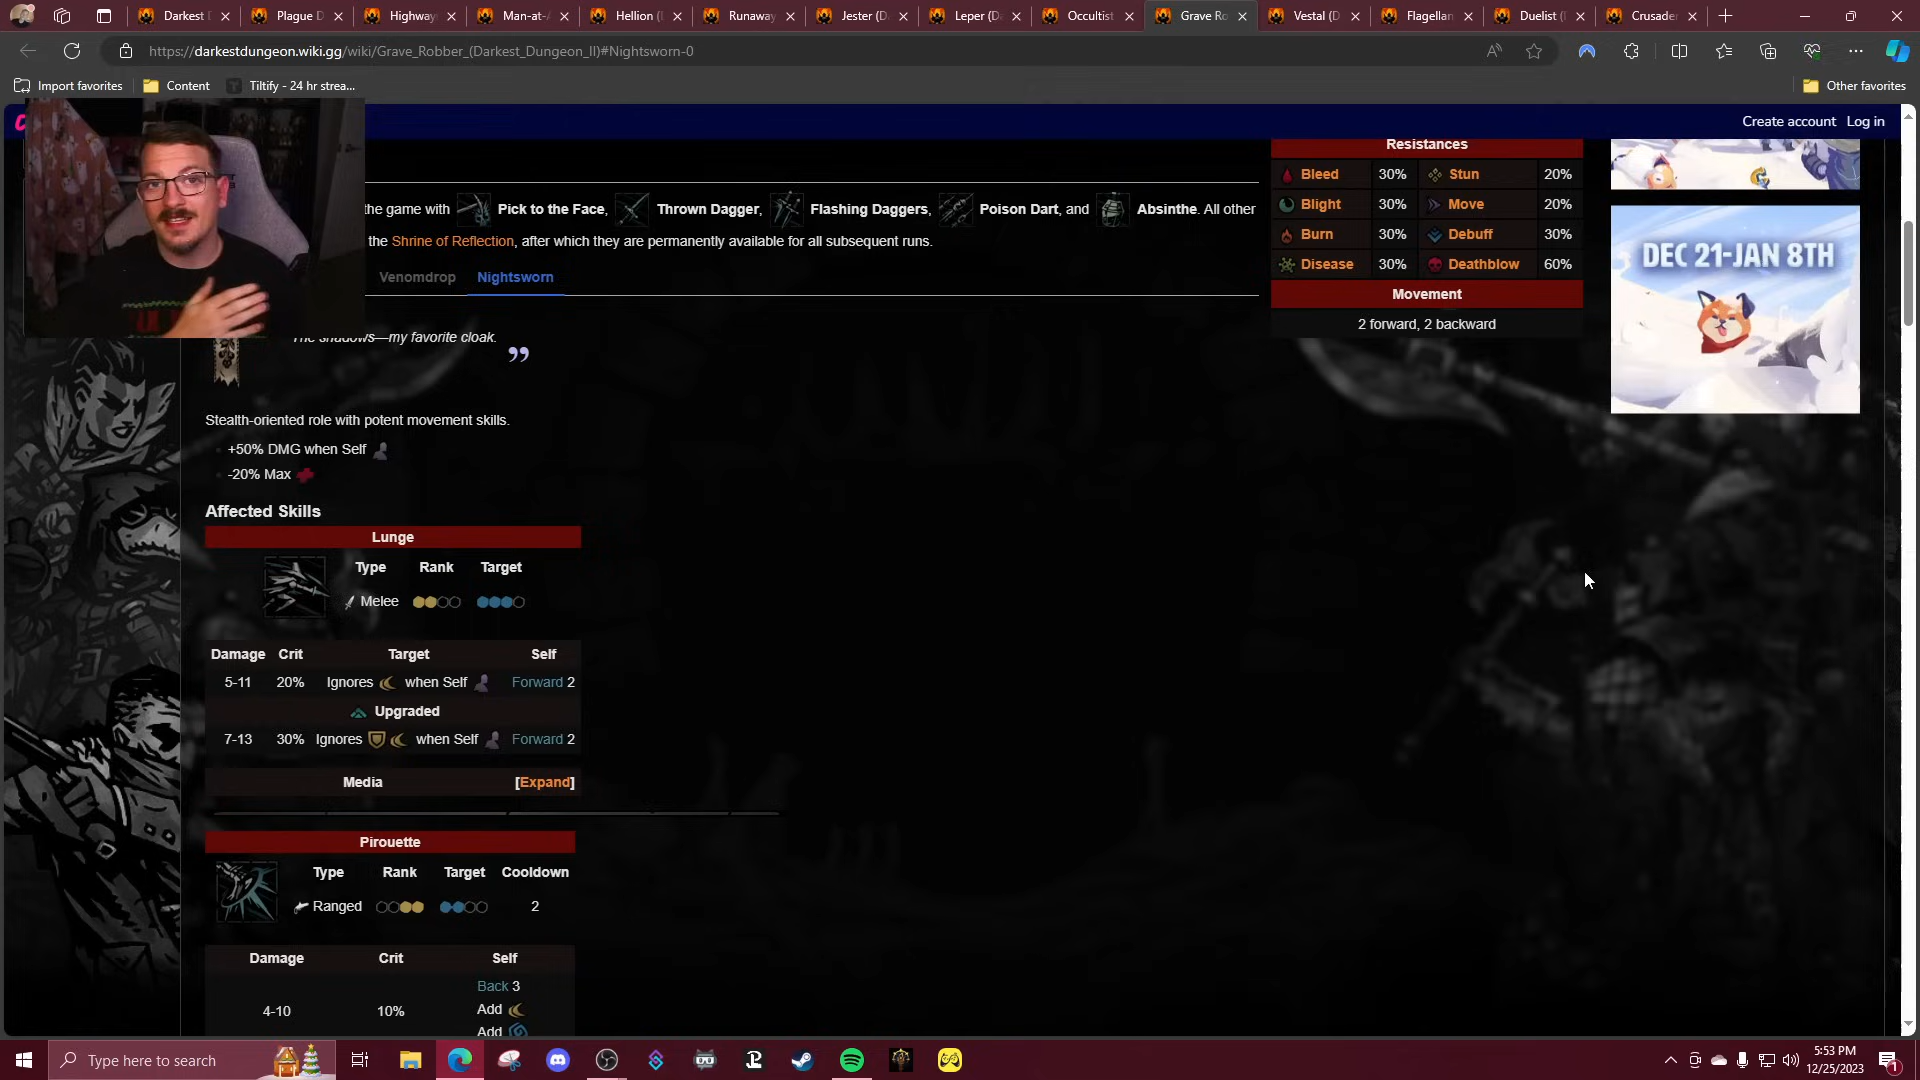 Darkest D
Plague D
Highway
Man-at-
Hellion (
Runaway
Jester (D
Leper (Da
Occultist
Grave Ro
Vestal (D
Flagellan
Duelist (
Crusade
https://darkestdungeon.wiki.gg/wiki/Grave_Robber_(Darkest_Dungeon_II)#Nightsworn-0
Import favorites
Content
Tiltify - 24 hr strea...
Other favorites
Create account Log in
the game with Pick to the Face, Thrown Dagger, Flashing Daggers, Poison Dart, and Absinthe. All other
the Shrine of Reflection, after which they are permanently available for all subsequent runs.
Venomdrop Nightsworn
The shadows—my favorite cloak.
”
Stealth-oriented role with potent movement skills.
+50% DMG when Self
-20% Max
Affected Skills
Lunge
Type Rank Target
Melee
Damage Crit Target Self
5-11 20% Ignores when Self Forward 2
Upgraded
7-13 30% Ignores when Self Forward 2
Media [Expand]
Pirouette
Type Rank Target Cooldown
Ranged 2
Damage Crit Self
4-10 10% Back 3
Add
Add
Resistances
Bleed 30% Stun 20%
Blight 30% Move 20%
Burn 30% Debuff 30%
Disease 30% Deathblow 60%
Movement
2 forward, 2 backward
DEC 21-JAN 8TH
Type here to search
5:53 PM
12/25/2023
1